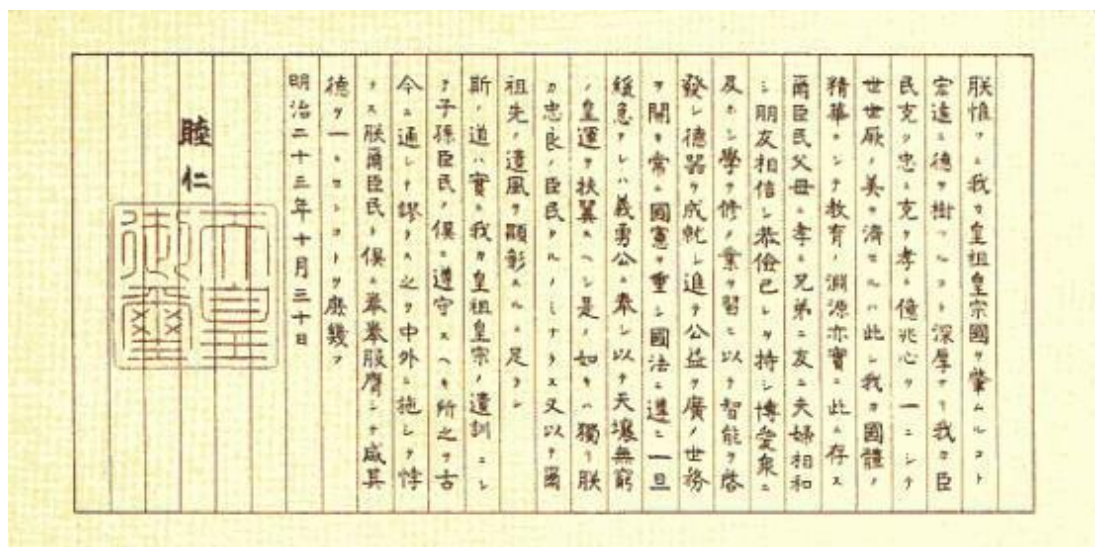 朕惟フニ我カ皇祖皇宗國ヲ肇ムルコト
宏遠ニ德ヲ樹ツルコト深厚ナリ我カ臣
民克ク忠ニ克ク孝ニ億兆心ヲ一ニシテ
世世厥ノ美ヲ濟セルハ此レ我カ國體ノ
精華ニシテ教育ノ淵源亦實ニ此ニ存ス
爾臣民父母ニ孝ニ兄弟ニ友ニ夫婦相和
シ朋友相信シ恭儉己レヲ持シ博愛衆ニ
及ホシ學ヲ修メ業ヲ習ヒ以テ智能ヲ啓
發シ德器ヲ成就シ進テ公益ヲ廣メ世務
ヲ開キ常ニ國憲ヲ重シ國法ニ遵ヒ一旦
緩急アレハ義勇公ニ奉シ以テ天壤無窮
ノ皇運ヲ扶翼スヘシ是ノ如キハ獨リ朕
カ忠良ノ臣民タルノミナラス又以テ爾
祖先ノ遺風ヲ顯彰スルニ足ラン
斯ノ道ハ實ニ我カ皇祖皇宗ノ遺訓ニシ
テ子孫臣民ノ俱ニ遵守スヘキ所之ヲ古
今ニ通シテ謬ラス之ヲ中外ニ施シテ悖
ラス朕爾臣民ト俱ニ拳拳服膺シテ咸其
德ヲ一ニセンコトヲ庶幾フ
明治二十三年十月三十日
睦仁
天皇
御璽